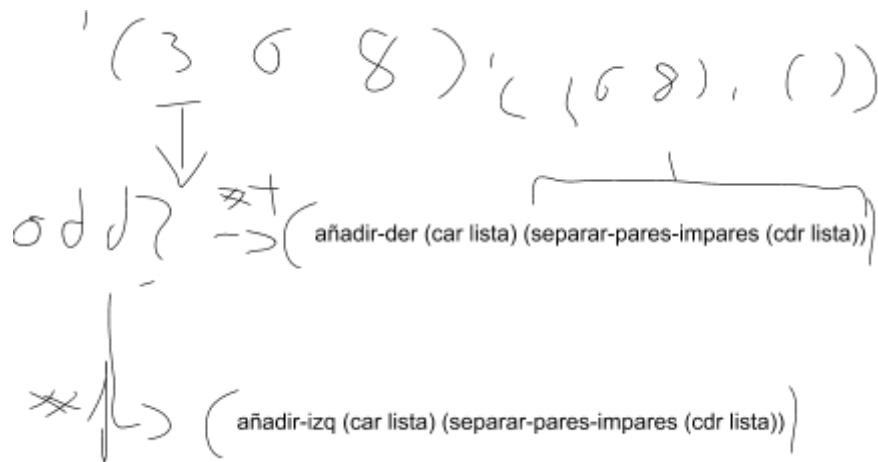 '(3 6 8) '((6 8), ())
odd? #t -> (añadir-der (car lista) (separar-pares-impares (cdr lista)))
#f -> (añadir-izq (car lista) (separar-pares-impares (cdr lista)))